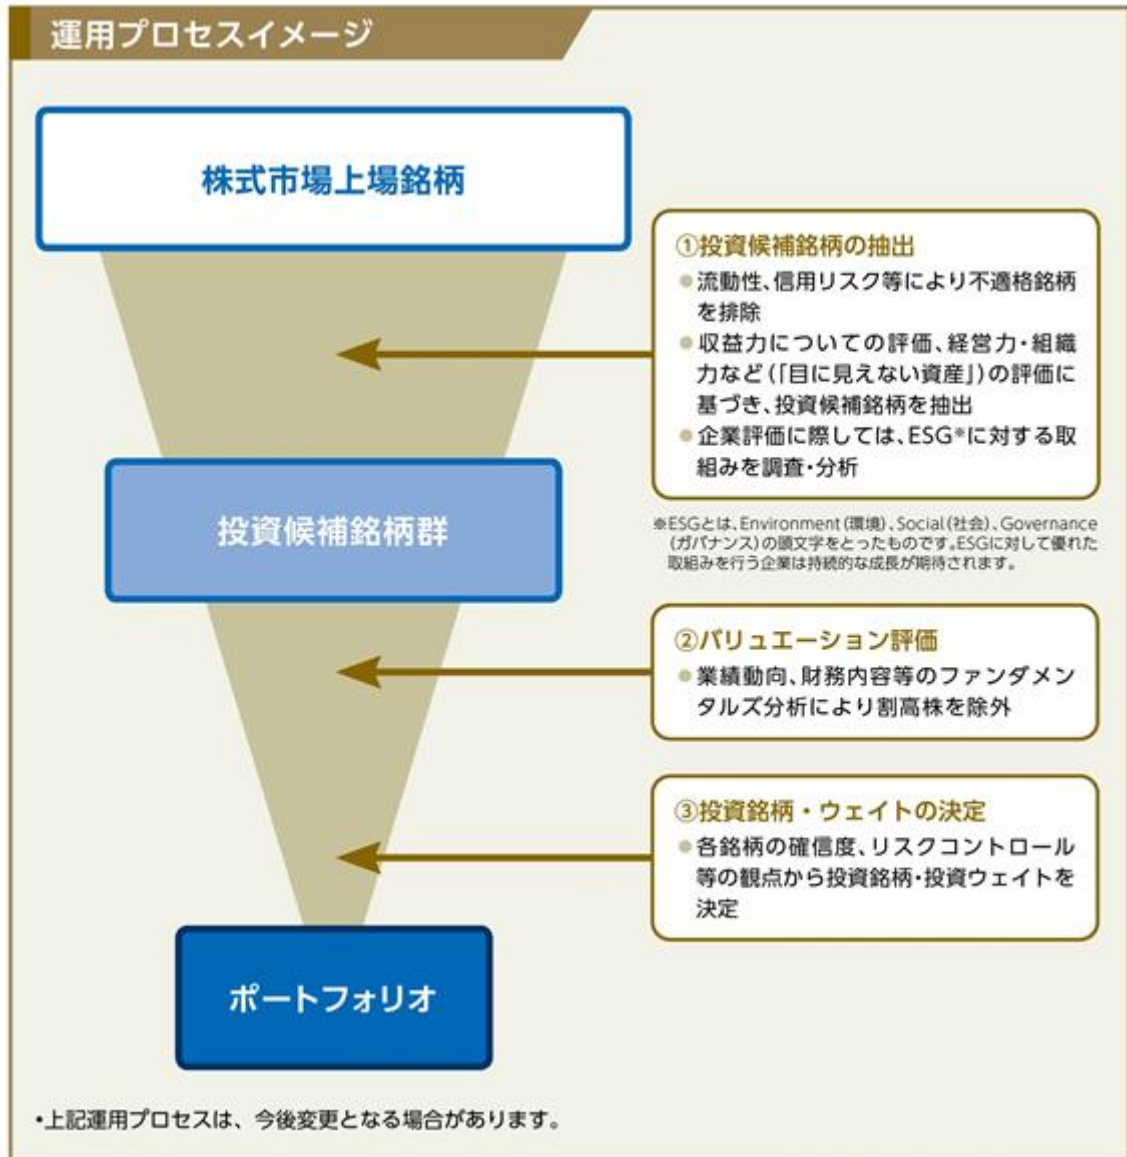 運用プロセスイメージ
株式市場上場銘柄
①投資候補銘柄の抽出
●流動性、信用リスク等により不適格銘柄
を排除
●収益力についての評価、経営力・組織
力など(「目に見えない資産」)の評価に
基づき、投資候補銘柄を抽出
●企業評価に際しては、ESG※に対する取
組みを調査・分析
投資候補銘柄群
※ESGとは、Environment(環境)、Social(社会)、Governance
(ガバナンス)の頭文字をとったものです。ESGに対して優れた
取組みを行う企業は持続的な成長が期待されます。
②バリュエーション評価
●業績動向、財務内容等のファンダメン
タルズ分析により割高株を除外
③投資銘柄・ウェイトの決定
●各銘柄の確信度、リスクコントロール
等の観点から投資銘柄・投資ウェイトを
決定
ポートフォリオ
•上記運用プロセスは、今後変更となる場合があります。